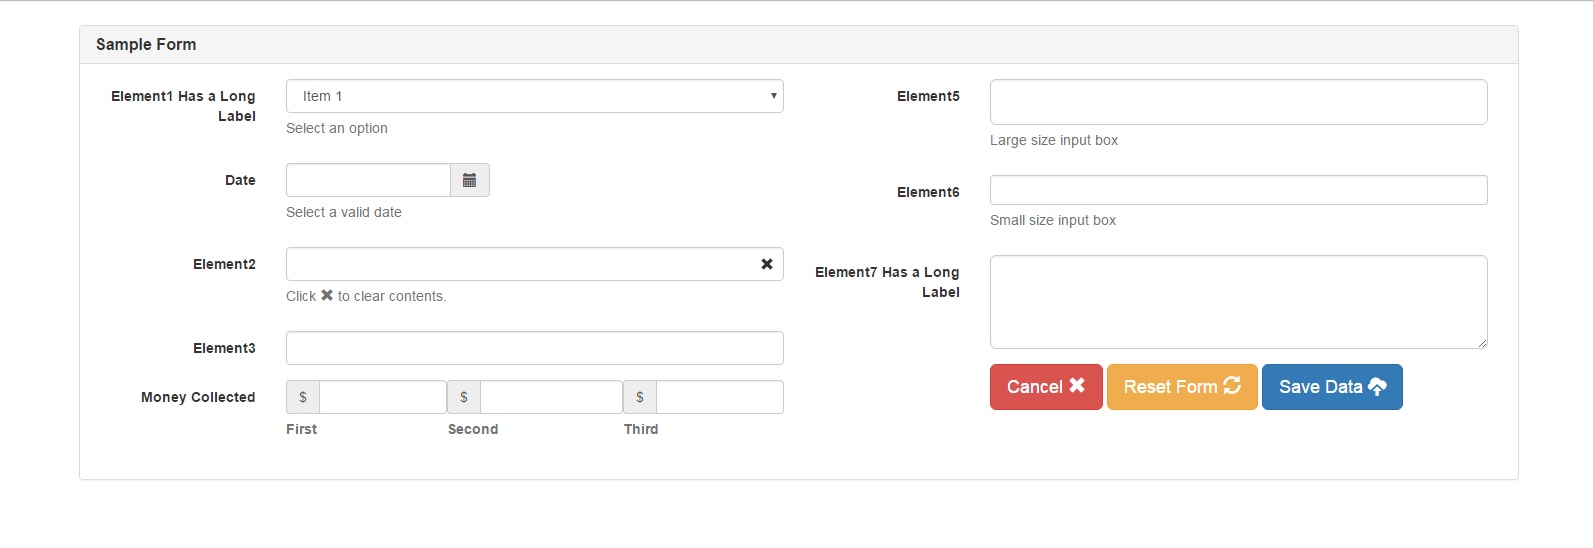 Sample Form
Element1 Has a Long
Label
Item 1
Select an option
Date
Select a valid date
Element2
Click ✖ to clear contents.
Element3
Money Collected
$ $ $
First Second Third
Element5
Large size input box
Element6
Small size input box
Element7 Has a Long
Label
Cancel Reset Form Save Data